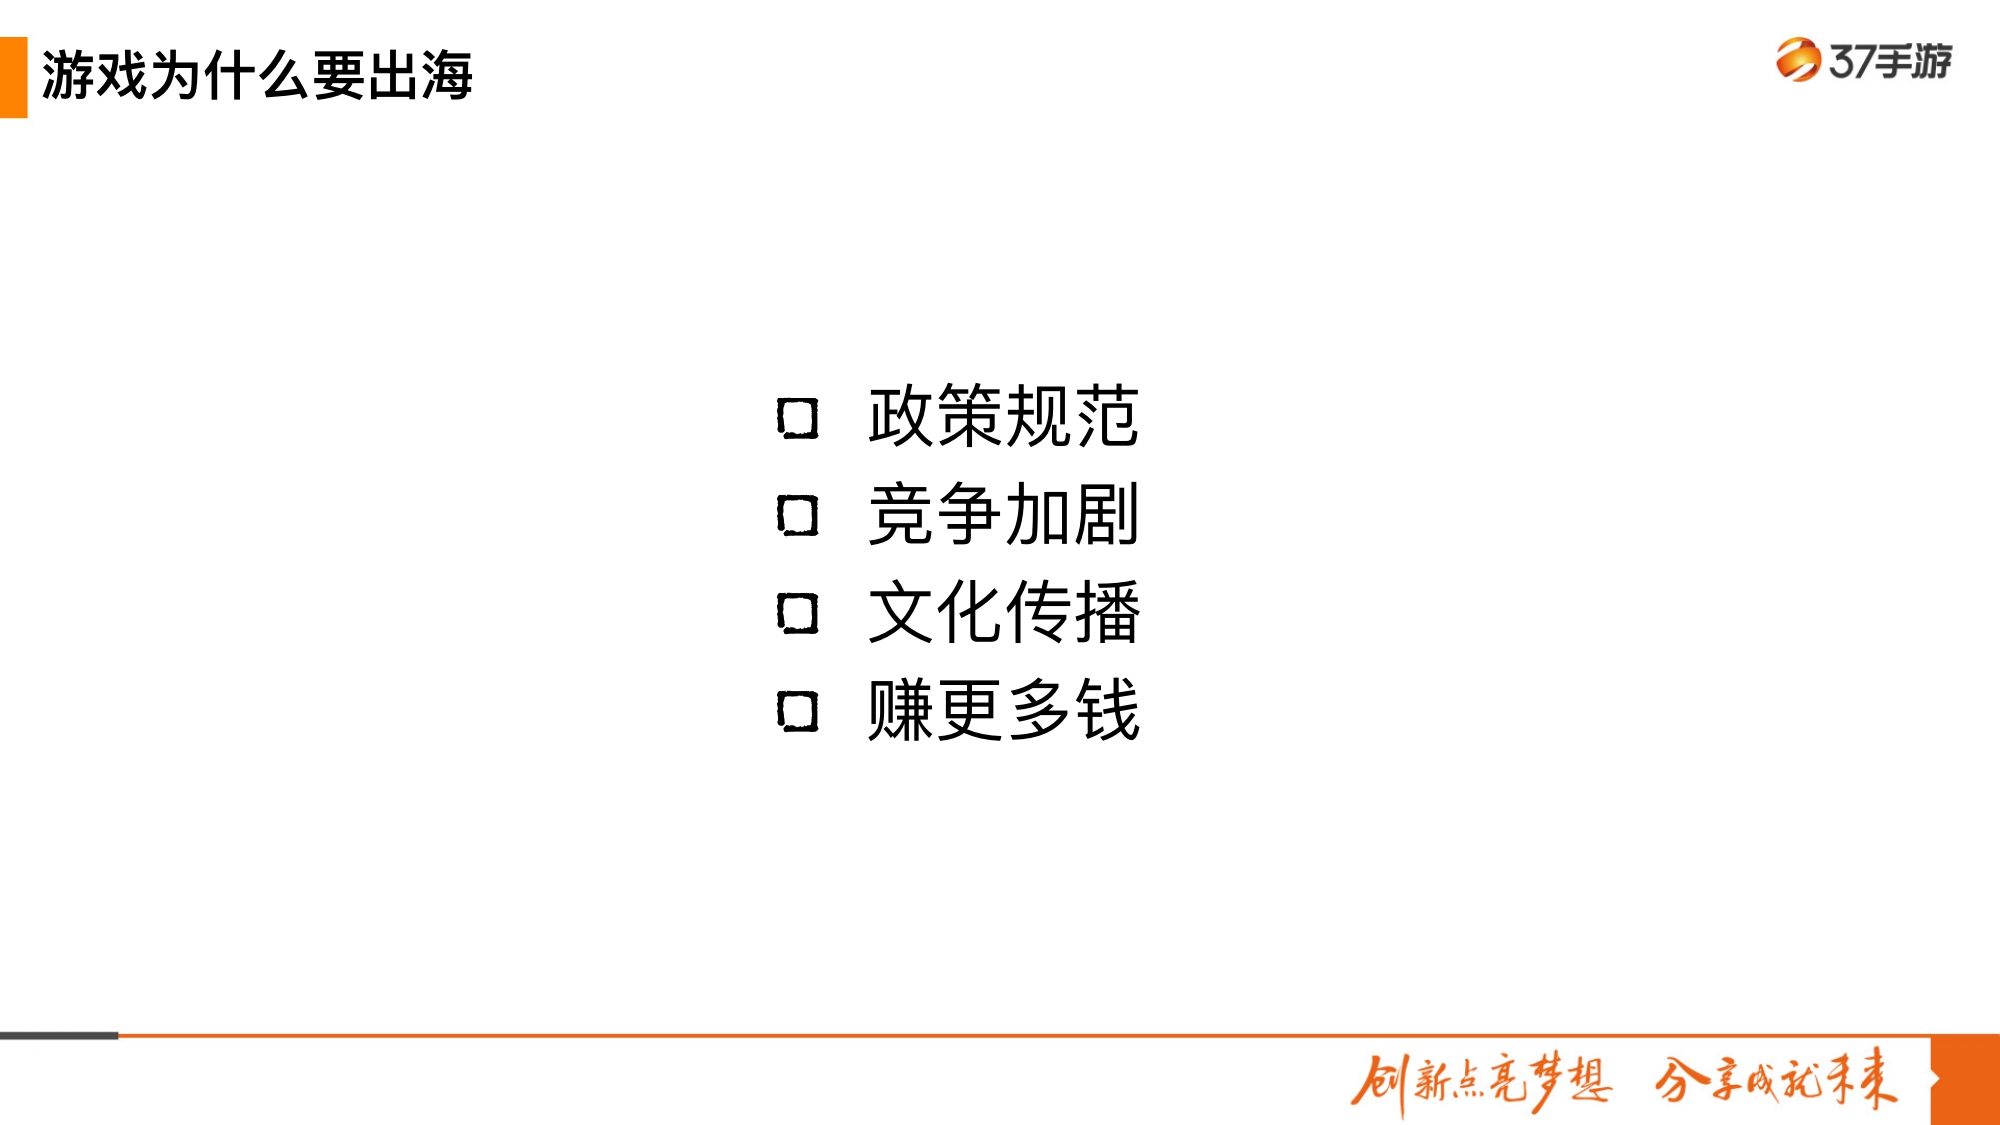 游戏为什么要出海
37手游
政策规范
竞争加剧
文化传播
赚更多钱
创新点亮梦想 分享成就未来